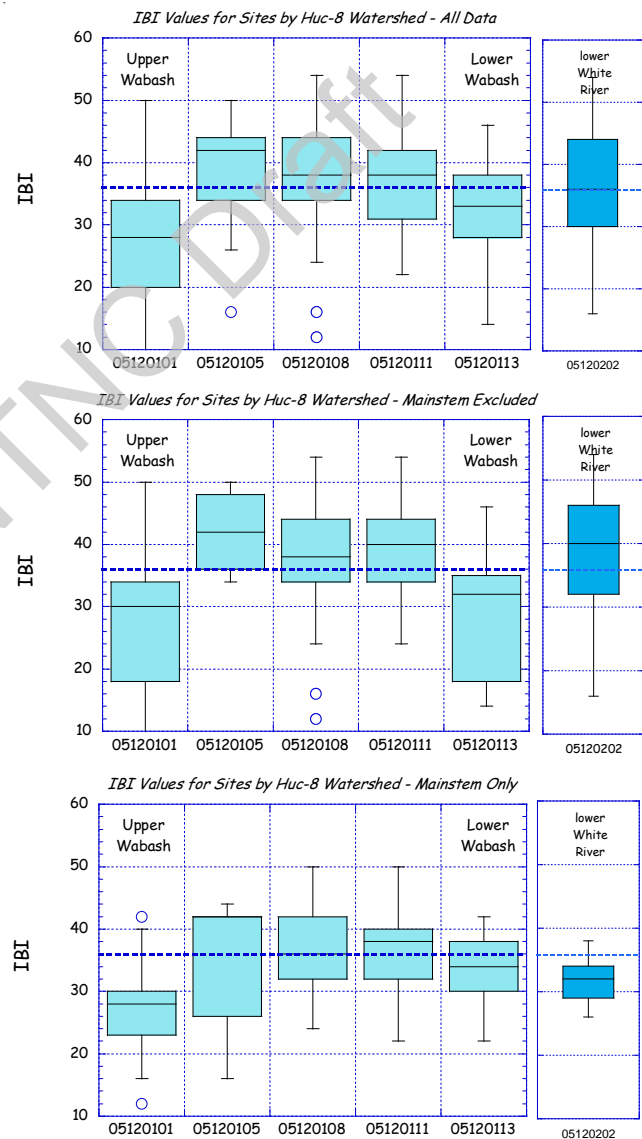 IBI Values for Sites by Huc-8 Watershed - All Data
60
50
40
30
20
10
IBI
Upper
Wabash
Lower
Wabash
lower
White
River
05120101 05120105 05120108 05120111 05120113
05120202
IBI Values for Sites by Huc-8 Watershed - Mainstem Excluded
60
50
40
30
20
10
IBI
Upper
Wabash
Lower
Wabash
lower
White
River
05120101 05120105 05120108 05120111 05120113
05120202
IBI Values for Sites by Huc-8 Watershed - Mainstem Only
60
50
40
30
20
10
IBI
Upper
Wabash
Lower
Wabash
lower
White
River
05120101 05120105 05120108 05120111 05120113
05120202
TNC Draft